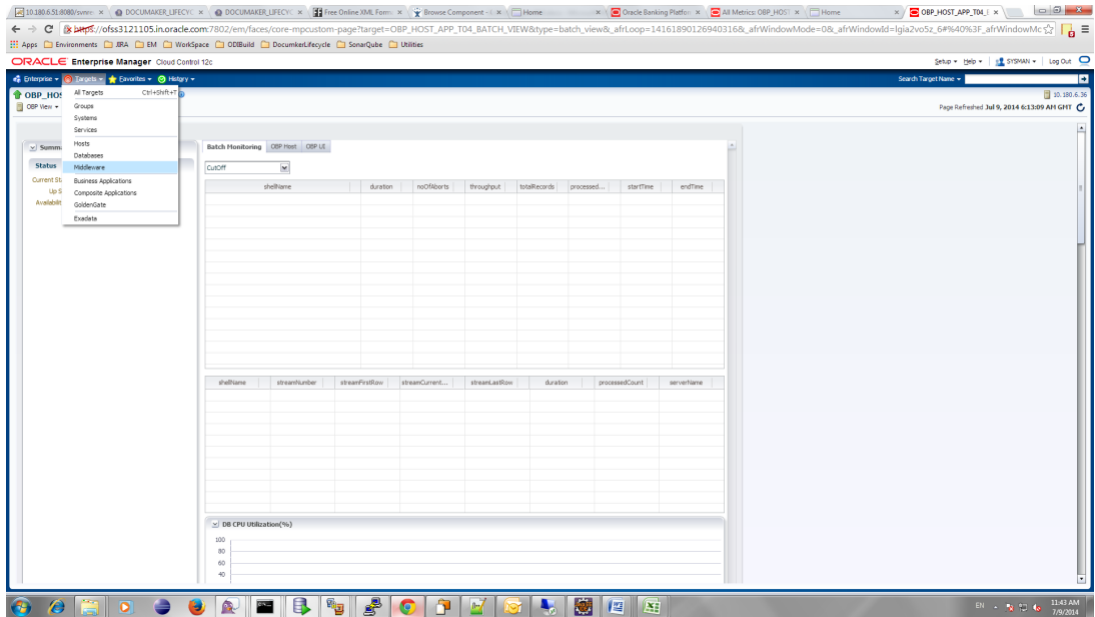 10.180.6.51:8080/svnre
DOCUMAKER_LIFECYC
DOCUMAKER_LIFECYC
Free Online XML Form
Browse Component -
Home
Oracle Banking Platfo
All Metrics: OBP_HOST
Home
OBP_HOST_APP_T04_
https://ofss3121105.in.oracle.com:7802/em/faces/core-mpcustom-page?target=OBP_HOST_APP_T04_BATCH_VIEW&type=batch_view&_afrLoop=1416189012694 0316&_afrWindowMode=0&_afrWindowId=lgia2vo5z_6#%40%3F_afrWindowMc
Apps Environments JIRA EM WorkSpace ODIBuild DocumkerLifecycle SonarQube Utilities
ORACLE Enterprise Manager Cloud Control 12c
Setup Help SYSMAN Log Out
Enterprise Targets Favorites History
Search Target Name
OBP_HOS
10.180.6.36
OBP View
Page Refreshed Jul 9, 2014 6:13:09 AM GMT
All Targets Ctrl+Shift+T
Groups
Systems
Services
Hosts
Databases
Middleware
Business Applications
Composite Applications
GoldenGate
Exadata
Summ
Status
Current Sta
Up S
Availabilit
Batch Monitoring OBP Host OBP UI
CutOff
shellName duration noOfAborts throughput totalRecords processed... startTime endTime
shellName streamNumber streamFirstRow streamCurrent... streamLastRow duration processedCount serverName
DB CPU Utilization(%)
100
80
60
40
EN
11:43 AM
7/9/2014